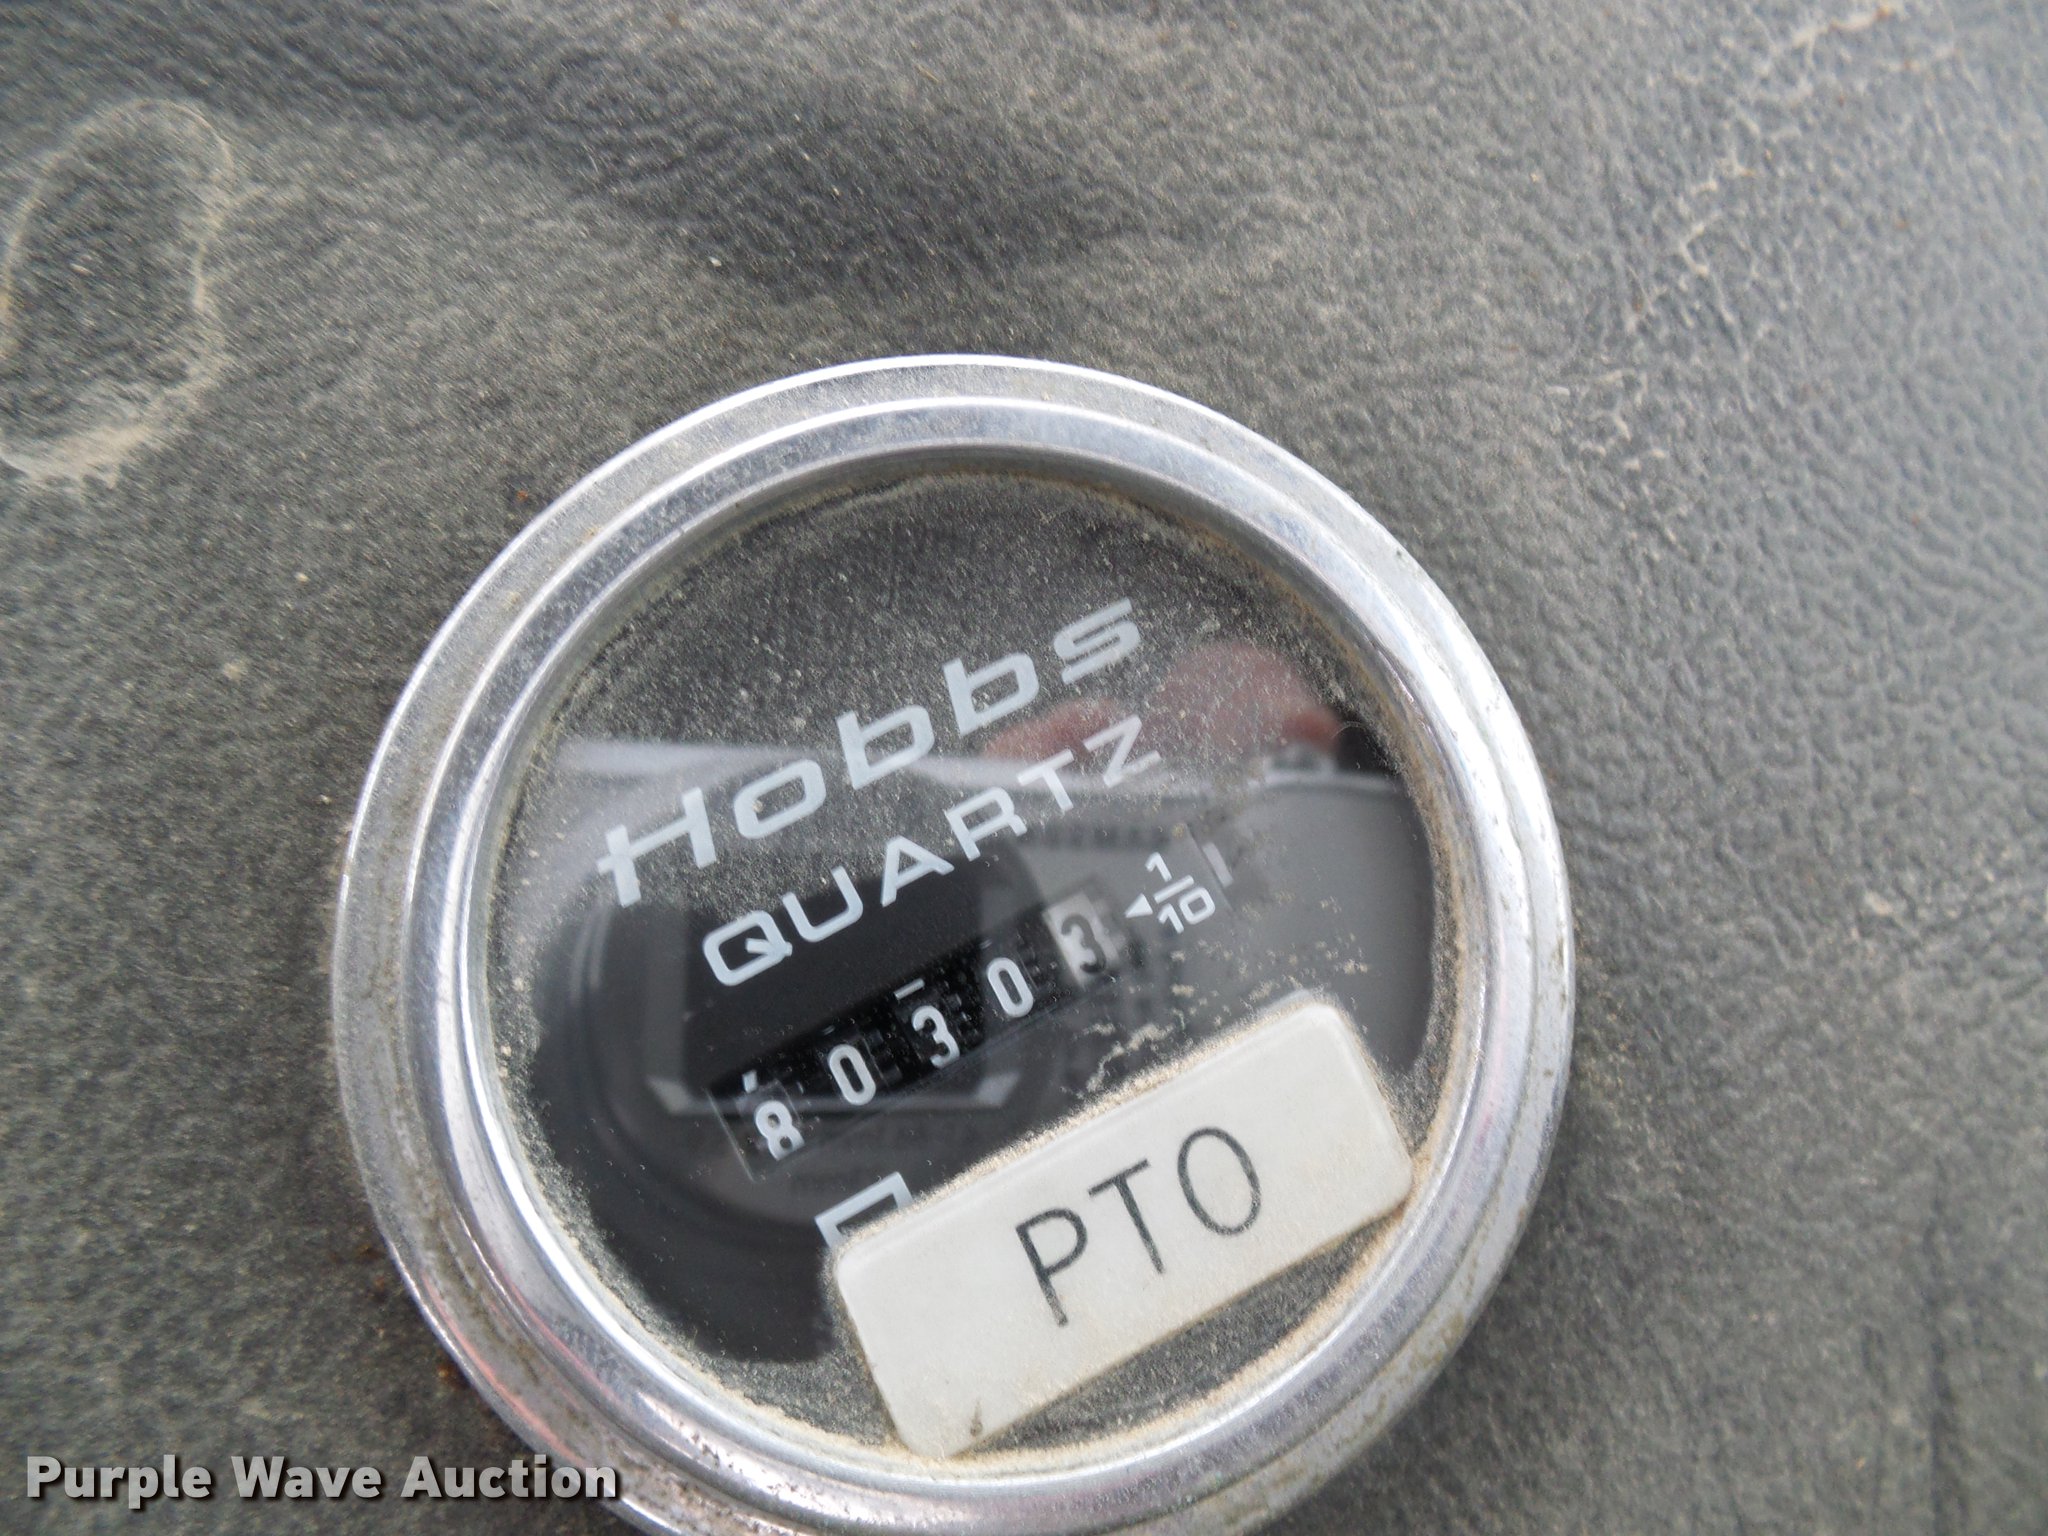 Hobbs
QUARTZ
80303
1/10
PTO
Purple Wave Auction